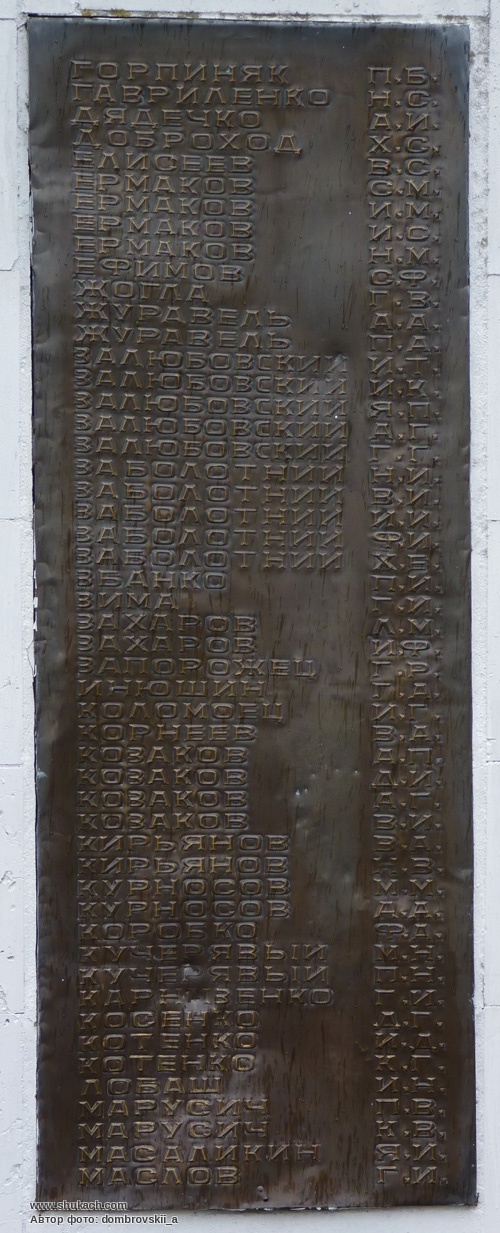 ГОРПИНЯК П.Б.
ГАВРИЛЕНКО Н.С.
ДЯДЕЧКО А.И.
ДОБРОХОД Х.С.
ЕЛИСЕЕВ В.С.
ЕРМАКОВ С.М.
ЕРМАКОВ И.М.
ЕРМАКОВ И.С.
ЕРМАКОВ Н.М.
ЕФИМОВ С.Ф.
ЖОГЛА Г.В.
ЖУРАВЕЛЬ А.А.
ЖУРАВЕЛЬ П.А.
ЗАЛЮБОВСКИЙ И.Т.
ЗАЛЮБОВСКИЙ И.К.
ЗАЛЮБОВСКИЙ Я.П.
ЗАЛЮБОВСКИЙ А.Г.
ЗАЛЮБОВСКИЙ Г.Г.
ЗАБОЛОТНИЙ Н.И.
ЗАБОЛОТНИЙ В.И.
ЗАБОЛОТНИЙ И.И.
ЗАБОЛОТНИЙ Ф.И.
ЗАБОЛОТНИЙ Х.Е.
ЗБАНКО П.И.
ЗИМА Г.И.
ЗАХАРОВ Л.М.
ЗАХАРОВ И.Ф.
ЗАПОРОЖЕЦ Г.Р.
ИНЮШИН П.А.
КОЛОМОЕЦ И.Г.
КОРНЕЕВ В.А.
КОЗАКОВ А.П.
КОЗАКОВ Д.И.
КОЗАКОВ А.Г.
КОЗАКОВ В.И.
КИРЬЯНОВ З.А.
КИРЬЯНОВ В.
КУРНОСОВ М.М.
КУРНОСОВ Д.А.
КОРОБКО Ф.А.
КУЧЕРЯВЫЙ М.Я.
КУЧЕРЯВЫЙ П.Н.
ВЕНКО Г.И.
КОСЕНКО Д.Г.
КОТЕНКО И.Д.
КОТЕНКО К.Г.
ЛОБАШ И.Н.
МАРУСИЧ П.В.
МАРУСИЧ К.В.
МАСАЛИКИН Я.И.
МАСЛОВ Г.И.
www.shukach.com
Автор фото: dombrovskii_a